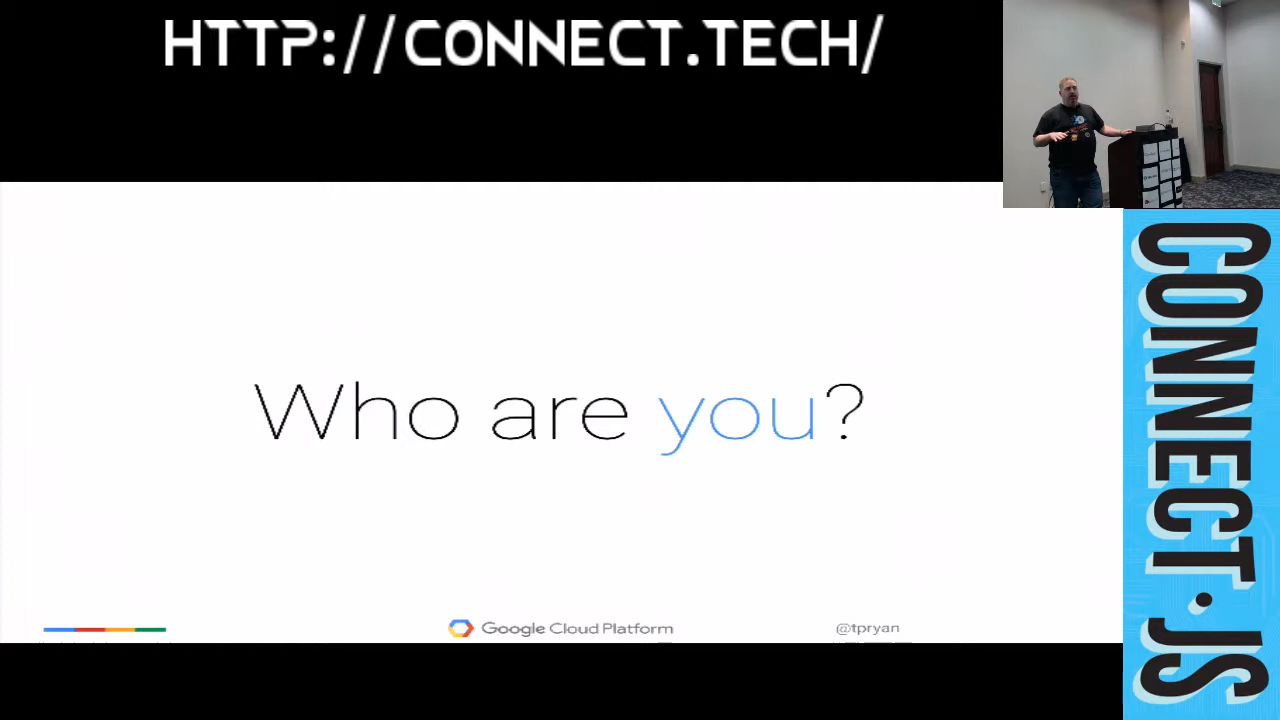 HTTP://CONNECT.TECH/
Who are you?
Google Cloud Platform
@tpryan
CONNECT.JS